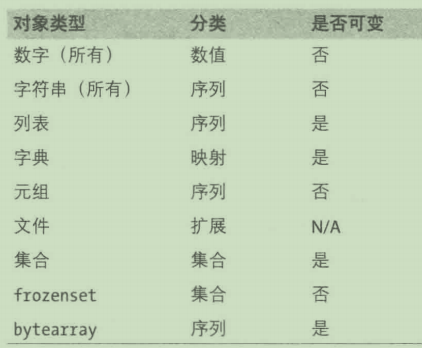 对象类型 分类 是否可变
数字（所有） 数值 否
字符串（所有） 序列 否
列表 序列 是
字典 映射 是
元组 序列 否
文件 扩展 N/A
集合 集合 是
frozenset 集合 否
bytearray 序列 是